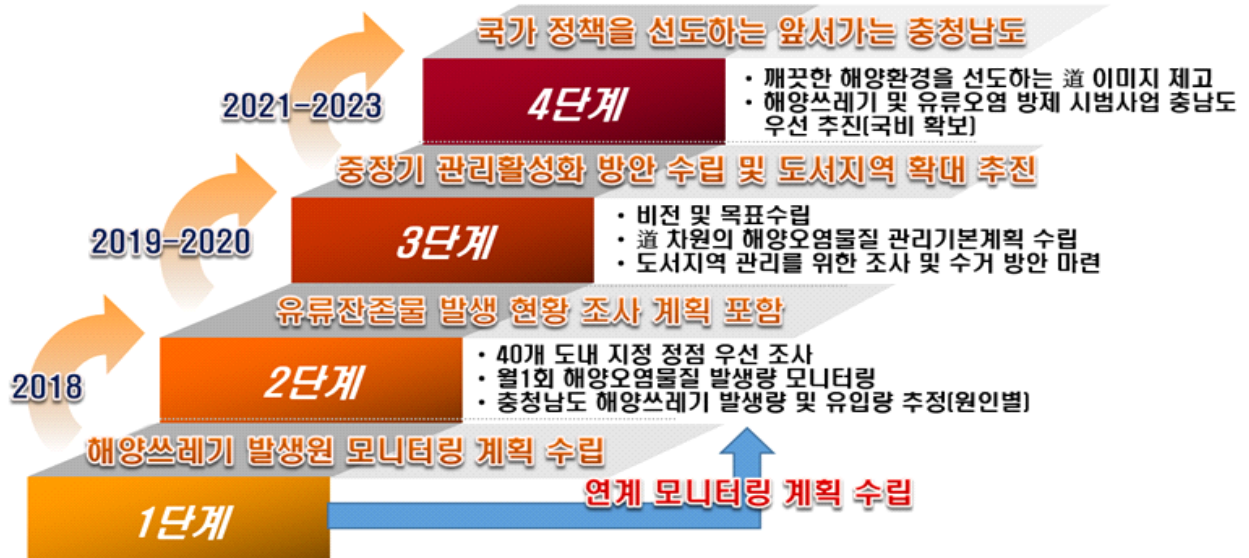 국가 정책을 선도하는 앞서가는 충청남도
2021-2023
4단계
• 깨끗한 해양환경을 선도하는 道 이미지 제고
• 해양쓰레기 및 유류오염 방제 시범사업 충남도
우선 추진(국비 확보)
중장기 관리활성화 방안 수립 및 도서지역 확대 추진
2019-2020
3단계
• 비전 및 목표수립
• 道 차원의 해양오염물질 관리기본계획 수립
• 도서지역 관리를 위한 조사 및 수거 방안 마련
유류잔존물 발생 현황 조사 계획 포함
2018
2단계
• 40개 도내 지정 정점 우선 조사
• 월1회 해양오염물질 발생량 모니터링
• 충청남도 해양쓰레기 발생량 및 유입량 추정(원인별)
해양쓰레기 발생원 모니터링 계획 수립
1단계
연계 모니터링 계획 수립